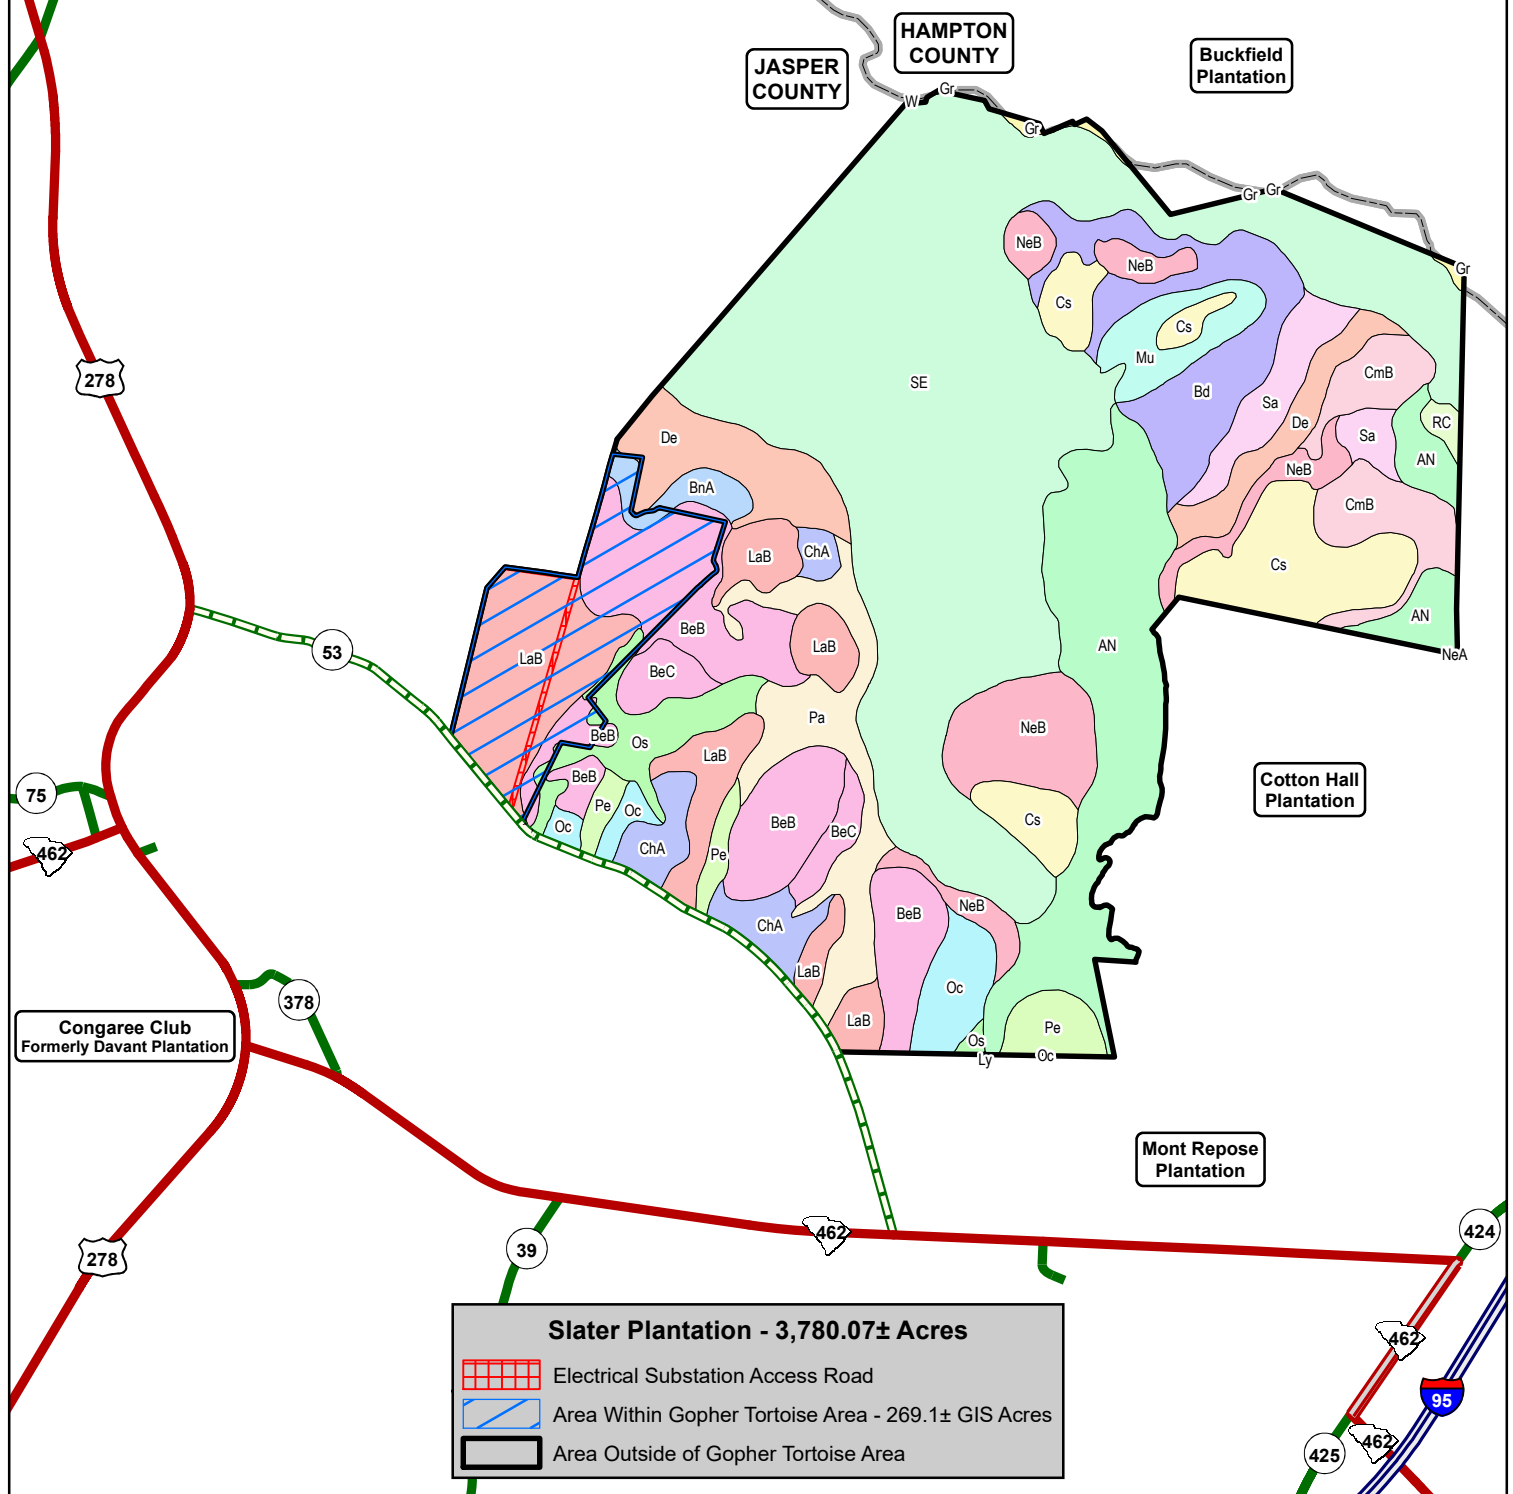 HAMPTON
COUNTY
JASPER
COUNTY
Buckfield
Plantation
W
Gr
Gr
Gr
Gr
Gr
NeB
NeB
Cs
Cs
Mu
Bd
SE
Sa
De
CmB
Sa
RC
AN
NeB
CmB
Cs
AN
NeA
278
De
BnA
LaB
ChA
53
LaB
BeB
BeC
LaB
AN
Pa
NeB
BeB
Os
LaB
BeB
Pe
Oc
Oc
ChA
Pe
BeB
BeC
Cs
Cotton Hall
Plantation
75
462
ChA
LaB
BeB
NeB
Oc
LaB
Os
Ly
Pe
Oc
378
Congaree Club
Formerly Davant Plantation
Mont Repose
Plantation
278
39
462
424
462
95
425
462
Slater Plantation - 3,780.07± Acres
Electrical Substation Access Road
Area Within Gopher Tortoise Area - 269.1± GIS Acres
Area Outside of Gopher Tortoise Area